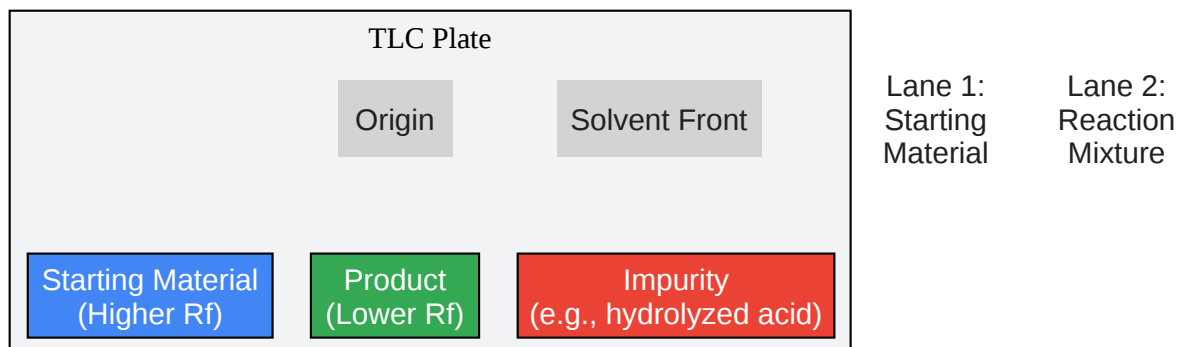 TLC Plate
Origin
Solvent Front
Lane 1:
Starting
Material
Lane 2:
Reaction
Mixture
Starting Material
(Higher Rf)
Product
(Lower Rf)
Impurity
(e.g., hydrolyzed acid)